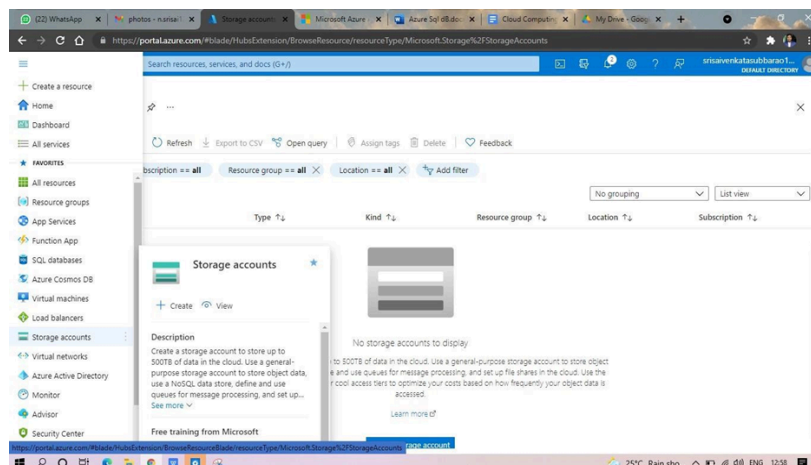 (22) WhatsApp
photos - n.arisai
Storage accounts
Microsoft Azure
Azure Sql dB.doc
Cloud Computing
My Drive - Googl
https://portal.azure.com/#blade/HubsExtension/BrowseResource/resourceType/Microsoft.Storage%2FStorageAccounts
Search resources, services, and docs (G+/)
srisaivenkatasubbarao1...
DEFAULT DIRECTORY
Create a resource
Home
Dashboard
All services
FAVORITES
All resources
Resource groups
App Services
Function App
SQL databases
Azure Cosmos DB
Virtual machines
Load balancers
Storage accounts
Virtual networks
Azure Active Directory
Monitor
Advisor
Security Center
Refresh
Export to CSV
Open query
Assign tags
Delete
Feedback
bscription == all
Resource group == all
Location == all
Add filter
No grouping
List view
Type
Kind
Resource group
Location
Subscription
Storage accounts
Create
View
Description
Create a storage account to store up to
500TB of data in the cloud. Use a general-
purpose storage account to store object data,
use a NoSQL data store, define and use
queues for message processing, and set up...
See more
Free training from Microsoft
No storage accounts to display
to 500TB of data in the cloud. Use a general-purpose storage account to store object
e and use queues for message processing, and set up file shares in the cloud. Use the
r cool access tiers to optimize your costs based on how frequently your object data is
accessed.
Learn more
rage account
https://portal.azure.com/#blade/HubsExtension/BrowseResourceBlade/resourceType/Microsoft.Storage%2FStorageAccounts
25°C Rain sho...
ENG
12:58